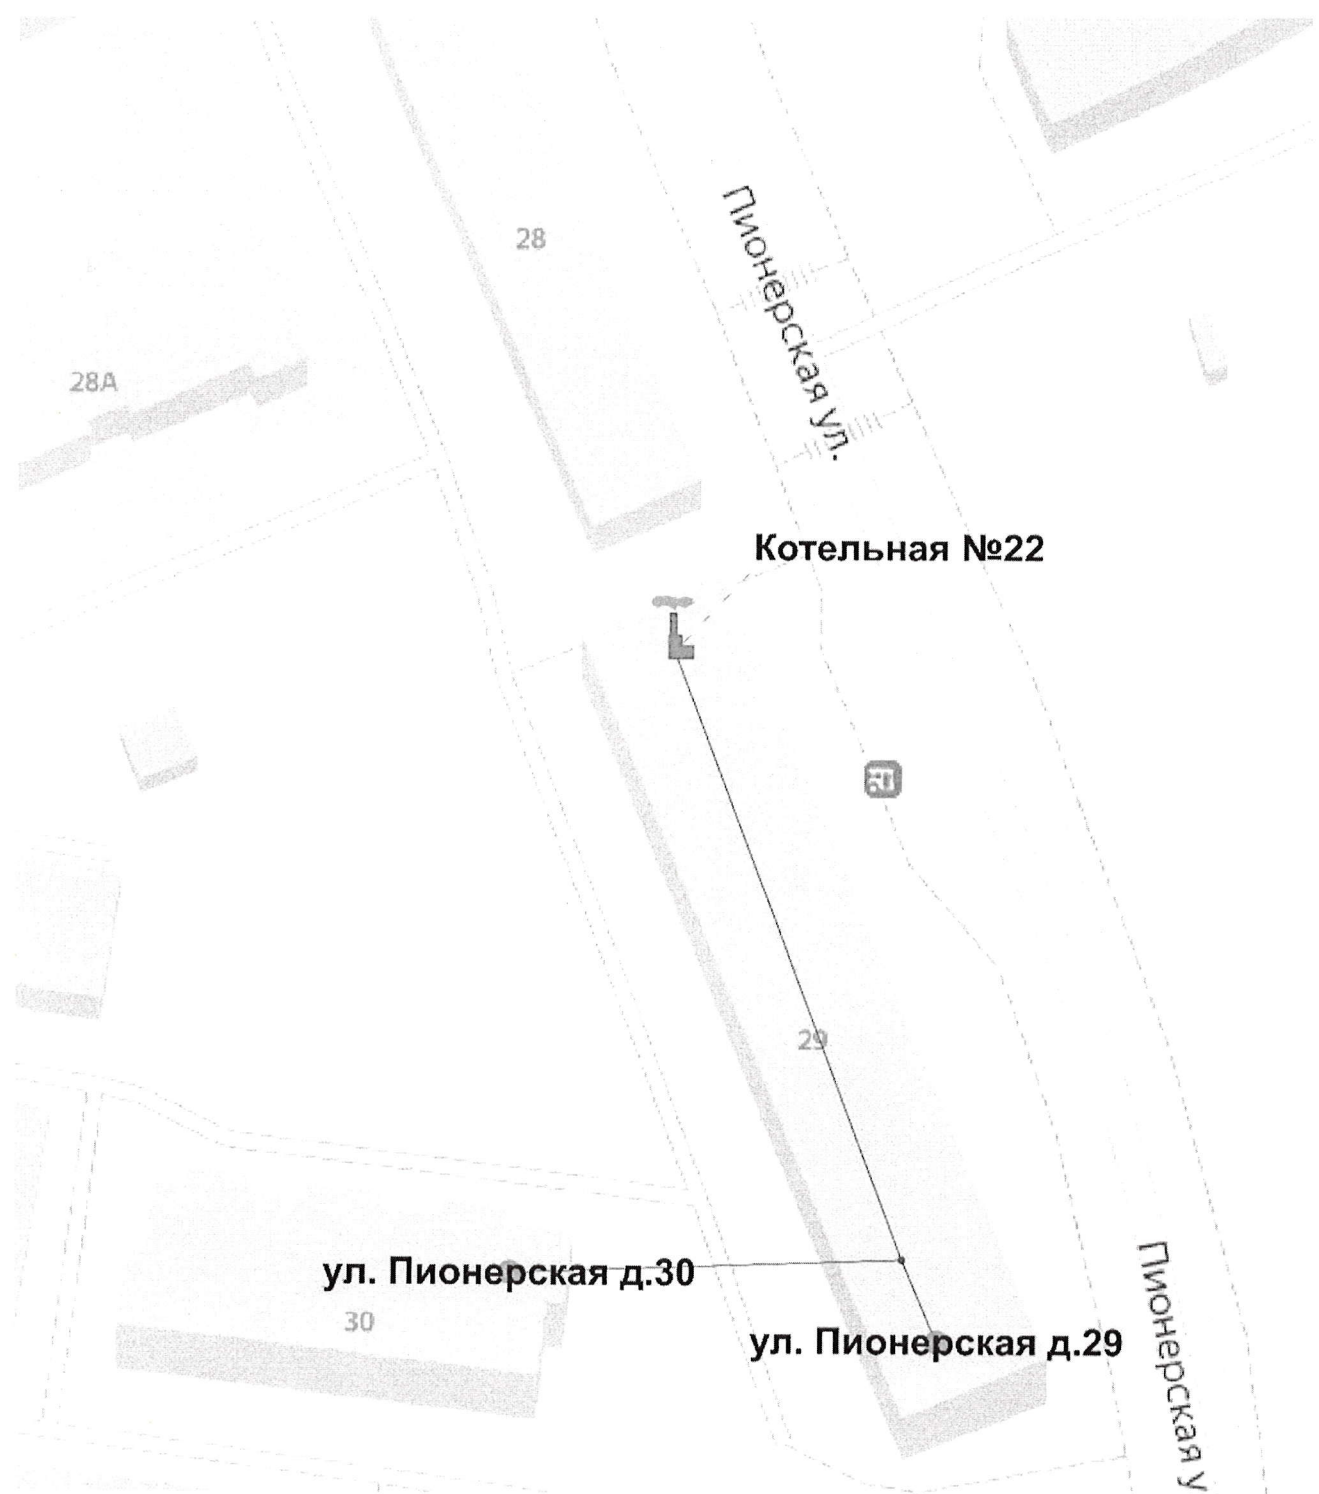 Пионерская ул.
28
28А
Котельная №22
29
ул. Пионерская д.30
30
ул. Пионерская д.29
Пионерская у